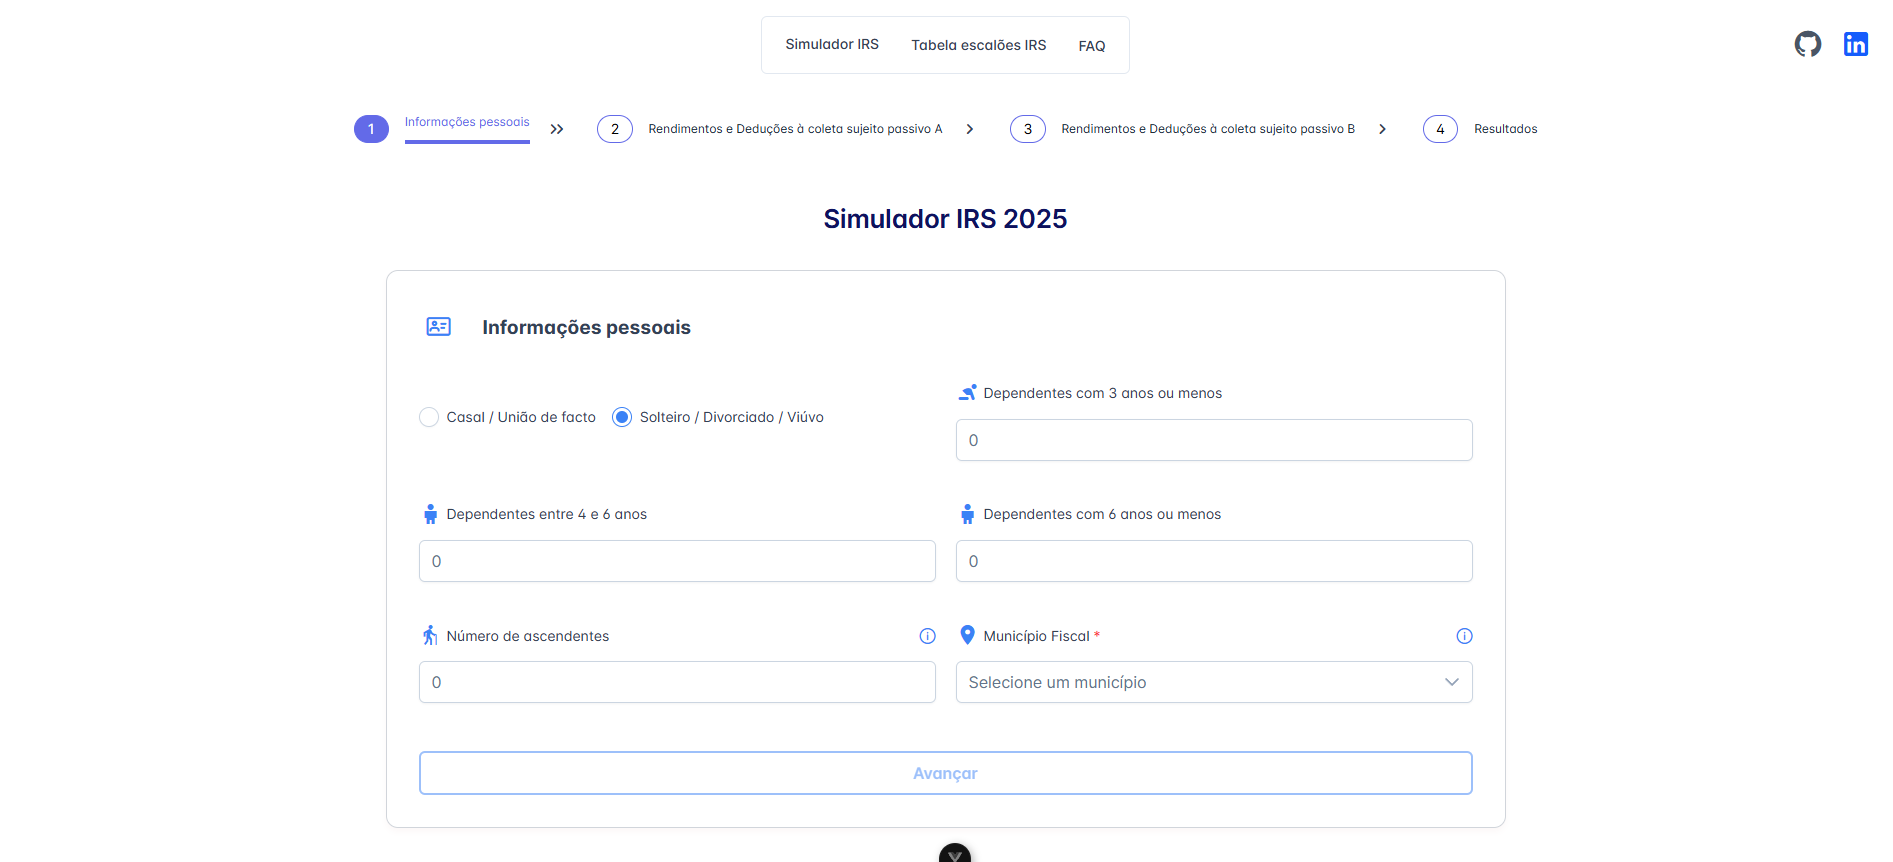 Simulador IRS
Tabela escalões IRS
FAQ
1 Informações pessoais
2 Rendimentos e Deduções à coleta sujeito passivo A
3 Rendimentos e Deduções à coleta sujeito passivo B
4 Resultados
Simulador IRS 2025
Informações pessoais
Casal / União de facto
Solteiro / Divorciado / Viúvo
Dependentes com 3 anos ou menos
0
Dependentes entre 4 e 6 anos
0
Dependentes com 6 anos ou menos
0
Número de ascendentes
0
Município Fiscal *
Selecione um município
Avançar